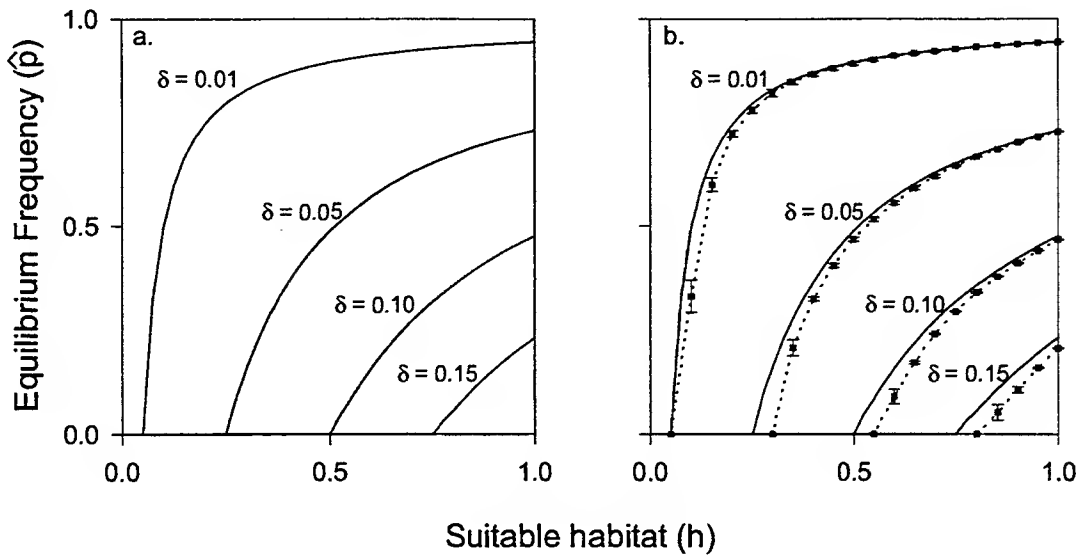 a.
δ = 0.01
δ = 0.05
δ = 0.10
δ = 0.15
b.
δ = 0.01
δ = 0.05
δ = 0.10
δ = 0.15
Equilibrium Frequency (p̂)
1.0
0.5
0.0
0.0 0.5 1.0
0.0 0.5 1.0
Suitable habitat (h)